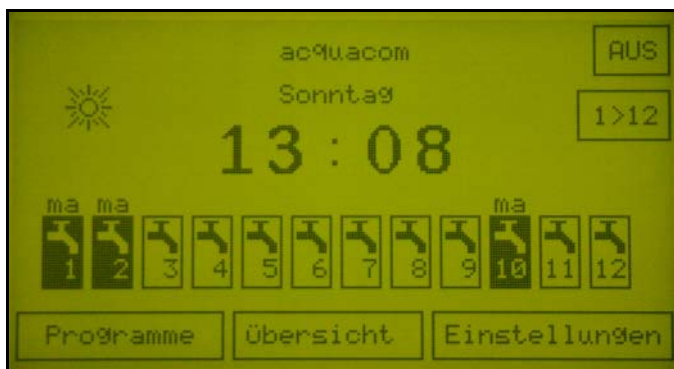 acquacom
AUS
Sonntag
1>12
13:08
ma ma ma
1 2 3 4 5 6 7 8 9 10 11 12
Programme Übersicht Einstellungen